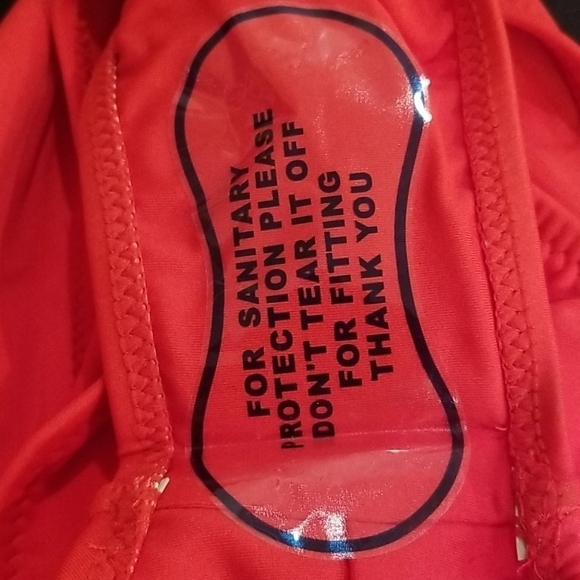 FOR SANITARY
PROTECTION PLEASE
DON'T TEAR IT OFF
FOR FITTING
THANK YOU